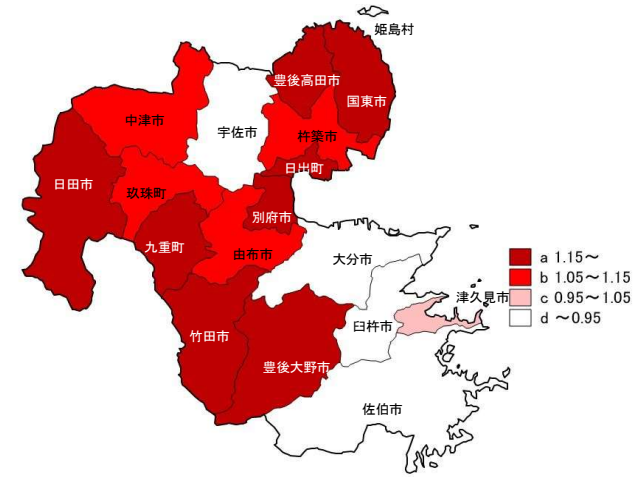 姫島村
豊後高田市
国東市
中津市
宇佐市
杵築市
日出町
日田市
玖珠町
別府市
九重町
由布市
大分市
a 1.15～
b 1.05～1.15
c 0.95～1.05
d ～0.95
津久見市
臼杵市
竹田市
豊後大野市
佐伯市